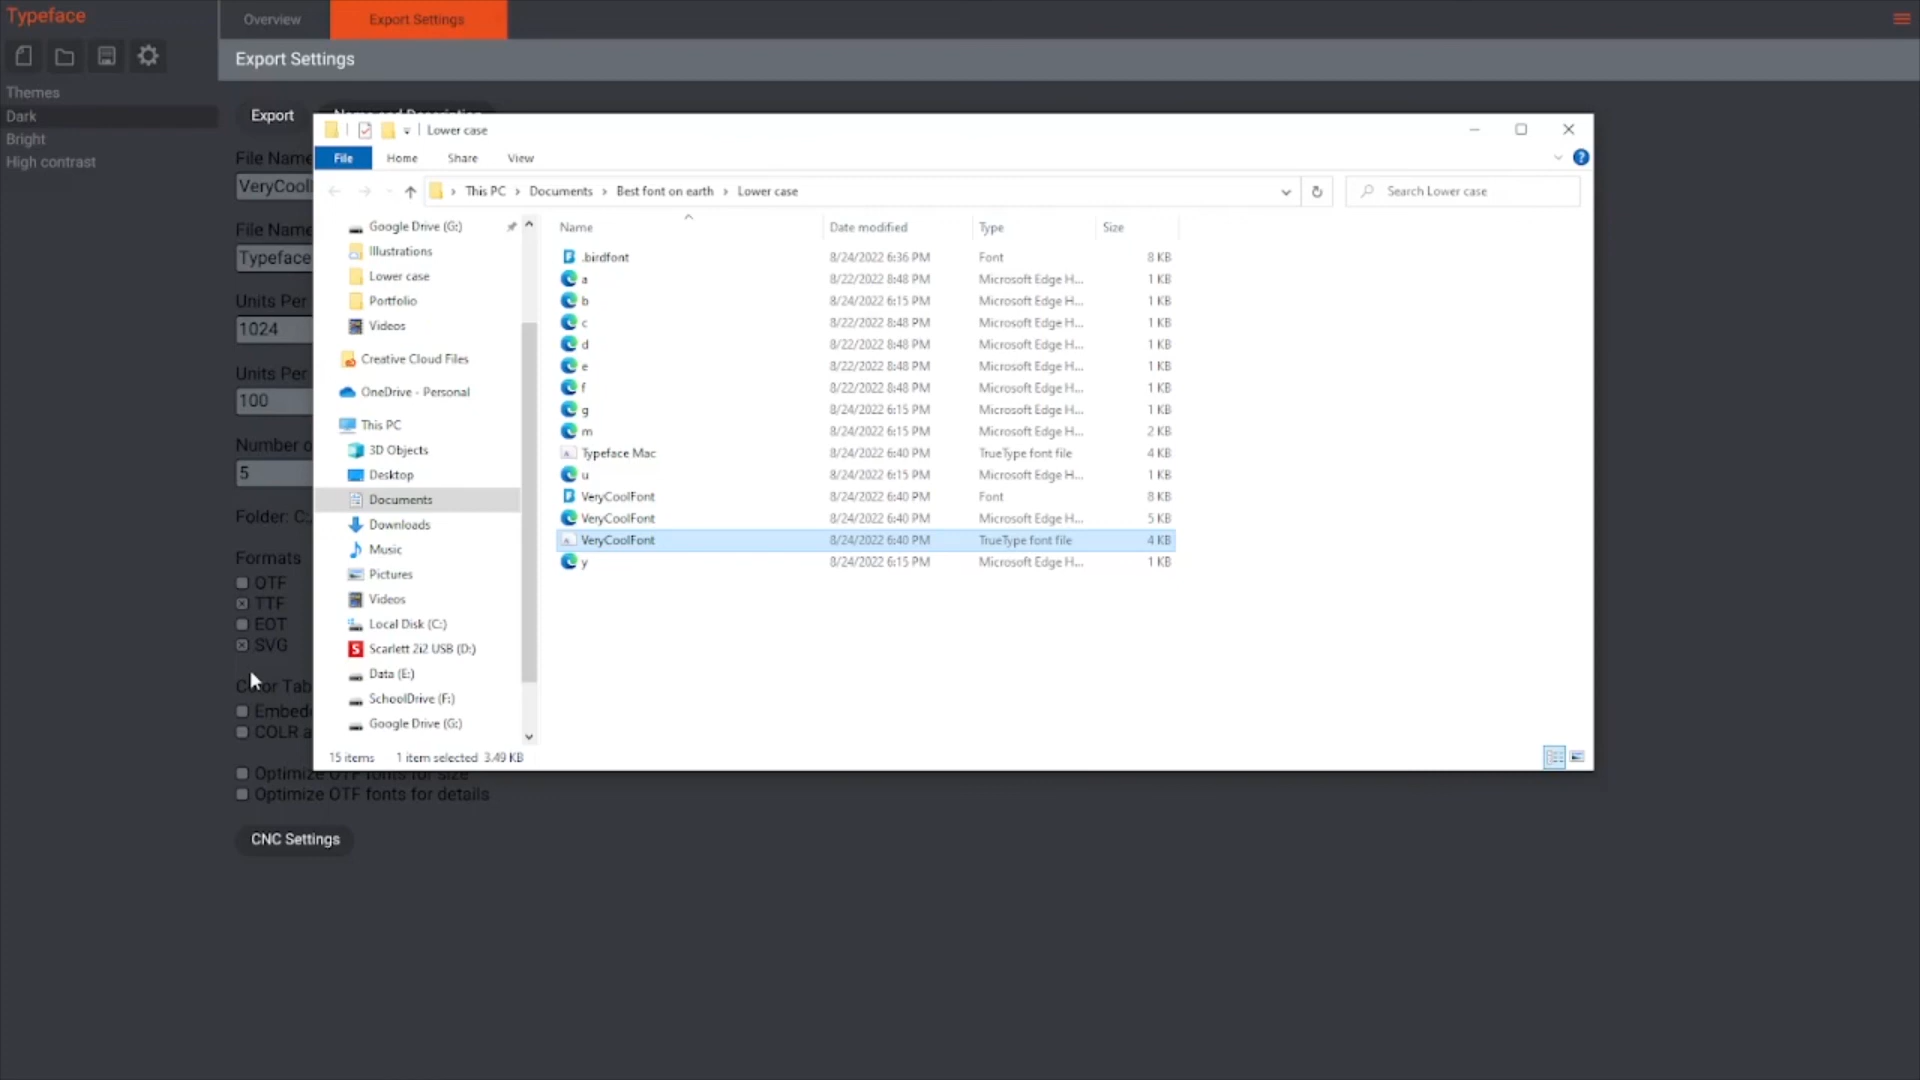 Typeface
Overview
Export Settings
Export Settings
Themes
Dark
Bright
High contrast
Export
Name and Description
File Name
VeryCool
File Name
Typeface
Units Per
1024
Units Per
100
Number o
5
Folder: C:
Formats
OTF
TTF
EOT
SVG
Color Tab
Embed
COLR a
Optimize OTF fonts for size
Optimize OTF fonts for details
CNC Settings
Lower case
File Home Share View
This PC > Documents > Best font on earth > Lower case
Search Lower case
Google Drive (G:)
Illustrations
Lower case
Portfolio
Videos
Creative Cloud Files
OneDrive - Personal
This PC
3D Objects
Desktop
Documents
Downloads
Music
Pictures
Videos
Local Disk (C:)
Scarlett 2i2 USB (D:)
Data (E:)
SchoolDrive (F:)
Google Drive (G:)
Name Date modified Type Size
.birdfont 8/24/2022 6:36 PM Font 8 KB
a 8/22/2022 8:48 PM Microsoft Edge H... 1 KB
b 8/24/2022 6:15 PM Microsoft Edge H... 1 KB
c 8/22/2022 8:48 PM Microsoft Edge H... 1 KB
d 8/22/2022 8:48 PM Microsoft Edge H... 1 KB
e 8/22/2022 8:48 PM Microsoft Edge H... 1 KB
f 8/22/2022 8:48 PM Microsoft Edge H... 1 KB
g 8/24/2022 6:15 PM Microsoft Edge H... 1 KB
m 8/24/2022 6:15 PM Microsoft Edge H... 2 KB
Typeface Mac 8/24/2022 6:40 PM TrueType font file 4 KB
u 8/24/2022 6:15 PM Microsoft Edge H... 1 KB
VeryCoolFont 8/24/2022 6:40 PM Font 8 KB
VeryCoolFont 8/24/2022 6:40 PM Microsoft Edge H... 5 KB
VeryCoolFont 8/24/2022 6:40 PM TrueType font file 4 KB
y 8/24/2022 6:15 PM Microsoft Edge H... 1 KB
15 items 1 item selected 3.49 KB